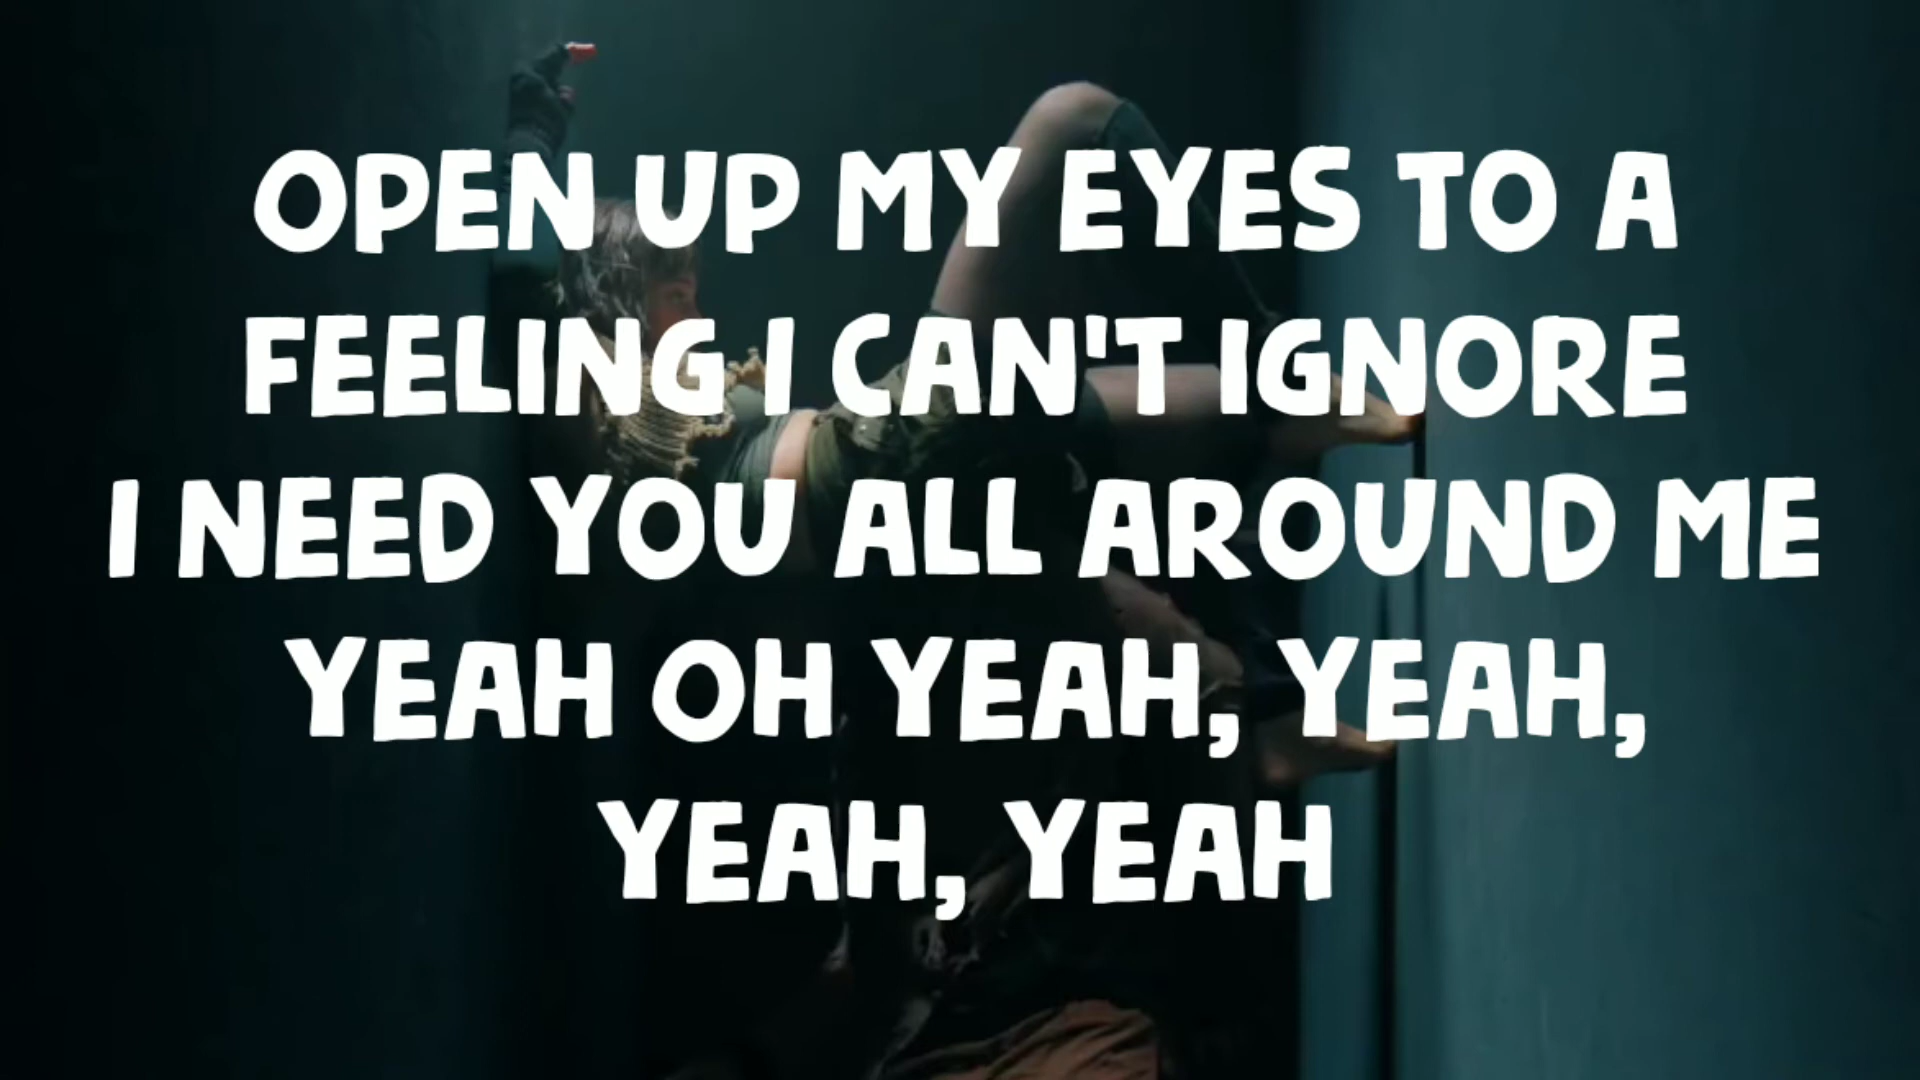 OPEN UP MY EYES TO A
FEELING I CAN'T IGNORE
I NEED YOU ALL AROUND ME
YEAH OH YEAH, YEAH,
YEAH, YEAH